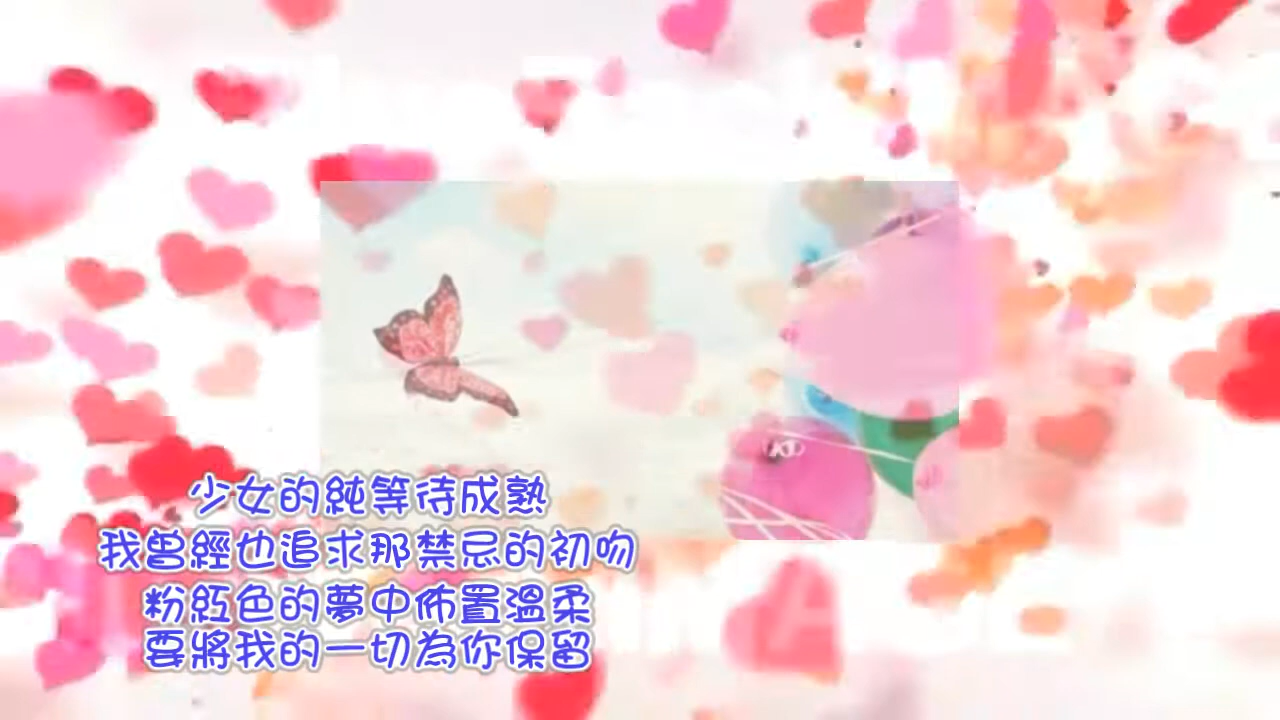 少女的純等待成熟
我曾經也追求那禁忌的初吻
粉紅色的夢中佈置溫柔
要將我的一切為你保留